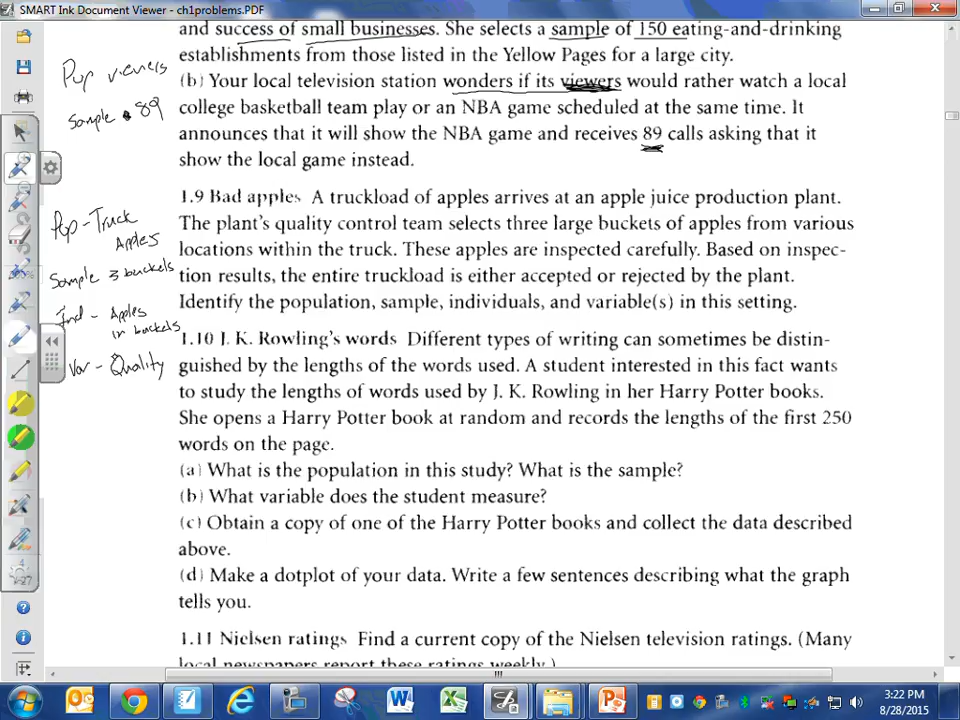 SMART Ink Document Viewer - ch1problems.PDF
and success of small businesses. She selects a sample of 150 eating-and-drinking
establishments from those listed in the Yellow Pages for a large city.
Pop viewers
(b) Your local television station wonders if its viewers would rather watch a local
college basketball team play or an NBA game scheduled at the same time. It
Sample 89
announces that it will show the NBA game and receives 89 calls asking that it
show the local game instead.
1.9 Bad apples A truckload of apples arrives at an apple juice production plant.
The plant's quality control team selects three large buckets of apples from various
locations within the truck. These apples are inspected carefully. Based on inspec-
tion results, the entire truckload is either accepted or rejected by the plant.
Identify the population, sample, individuals, and variable(s) in this setting.
Pop - Truck
Apples
Sample 3 buckets
Ind - Apples
in buckets
Var - Quality
1.10 J. K. Rowling's words Different types of writing can sometimes be distin-
guished by the lengths of the words used. A student interested in this fact wants
to study the lengths of words used by J. K. Rowling in her Harry Potter books.
She opens a Harry Potter book at random and records the lengths of the first 250
words on the page.
(a) What is the population in this study? What is the sample?
(b) What variable does the student measure?
(c) Obtain a copy of one of the Harry Potter books and collect the data described
above.
(d) Make a dotplot of your data. Write a few sentences describing what the graph
tells you.
1.11 Nielsen ratings Find a current copy of the Nielsen television ratings. (Many
local newspapers report these ratings weekly.)
3:22 PM
8/28/2015